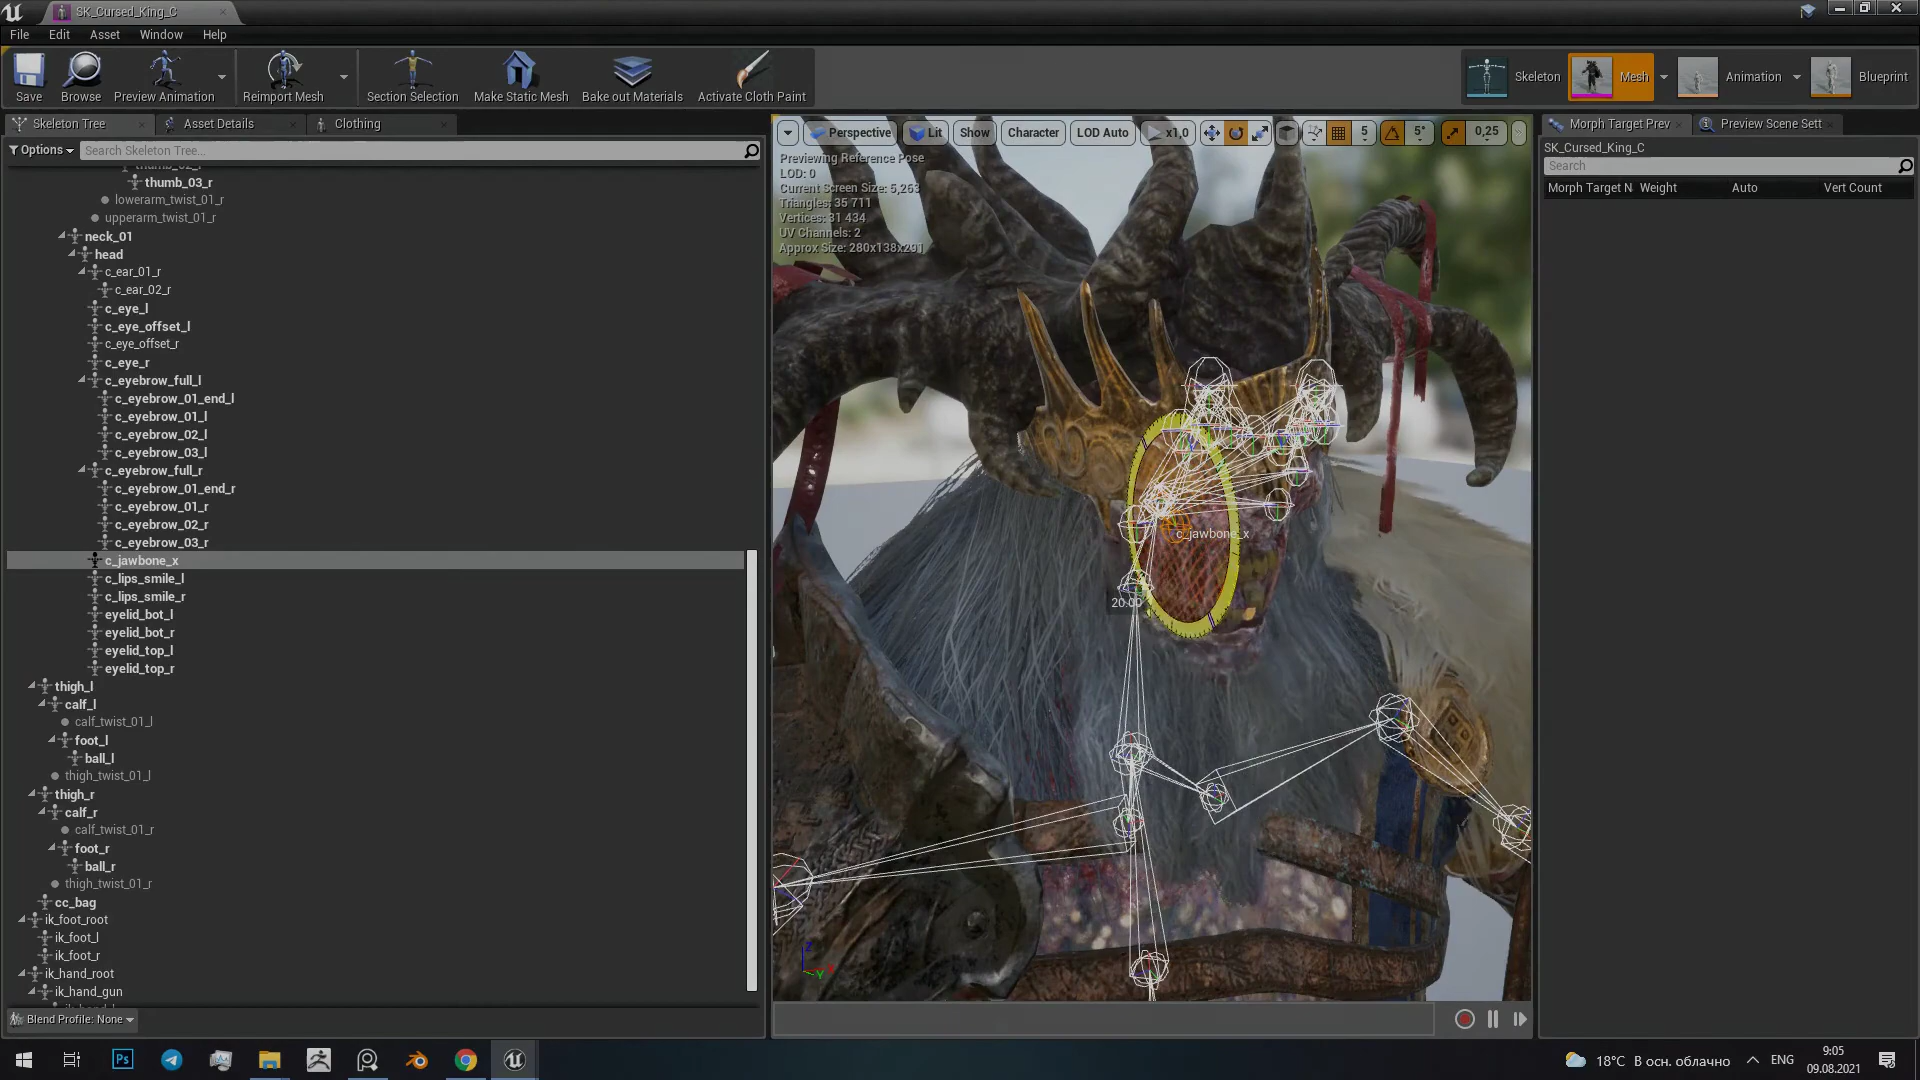 SK_Cursed_King_C
File Edit Asset Window Help
Save Browse Preview Animation Reimport Mesh Section Selection Make Static Mesh Bake out Materials Activate Cloth Paint
Skeleton Mesh Animation Blueprint
Skeleton Tree Asset Details Clothing
Options Search Skeleton Tree...
thumb_03_r
lowerarm_twist_01_r
upperarm_twist_01_r
neck_01
head
c_ear_01_r
c_ear_02_r
c_eye_l
c_eye_offset_l
c_eye_offset_r
c_eye_r
c_eyebrow_full_l
c_eyebrow_01_end_l
c_eyebrow_01_l
c_eyebrow_02_l
c_eyebrow_03_l
c_eyebrow_full_r
c_eyebrow_01_end_r
c_eyebrow_01_r
c_eyebrow_02_r
c_eyebrow_03_r
c_jawbone_x
c_lips_smile_l
c_lips_smile_r
eyelid_bot_l
eyelid_bot_r
eyelid_top_l
eyelid_top_r
thigh_l
calf_l
calf_twist_01_l
foot_l
ball_l
thigh_twist_01_l
thigh_r
calf_r
calf_twist_01_r
foot_r
ball_r
thigh_twist_01_r
cc_bag
ik_foot_root
ik_foot_l
ik_foot_r
ik_hand_root
ik_hand_gun
Blend Profile: None
Perspective Lit Show Character LOD Auto x1,0 5 5° 0,25
Previewing Reference Pose
LOD: 0
Current Screen Size: 5,263
Triangles: 35 711
Vertices: 31 434
UV Channels: 2
Approx Size: 280x138x291
c_jawbone_x
20.00
Z
Y
Morph Target Prev Preview Scene Sett
SK_Cursed_King_C
Search
Morph Target N Weight Auto Vert Count
Ps
18°C В осн. облачно ENG
9:05
09.08.2021